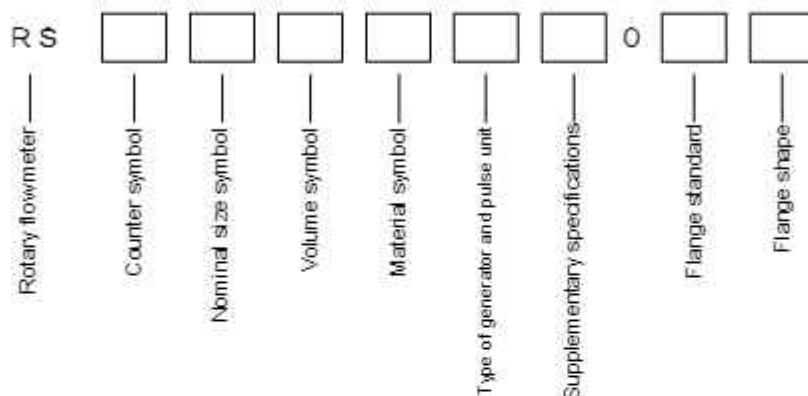 RS 0
Rotary flowmeter
Counter symbol
Nominal size symbol
Volume symbol
Material symbol
Type of generator and pulse unit
Supplementary specifications
Flange standard
Flange shape